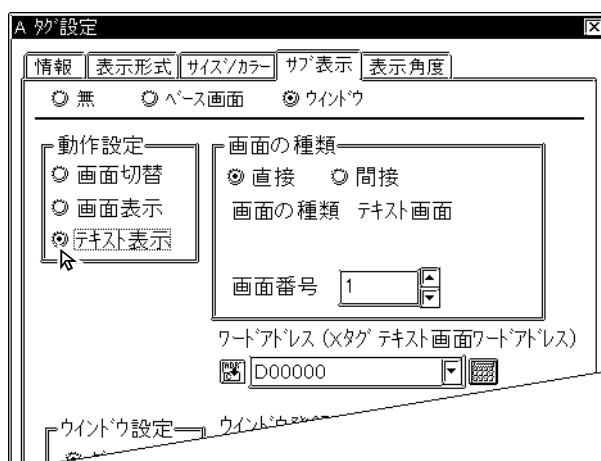 A ﾀｸﾞ設定
情報 表示形式 ｻｲｽﾞ/ｶﾗｰ ｻﾌﾞ表示 表示角度
無 ﾍﾞｰｽ画面 ｳｲﾝﾄﾞｳ
動作設定 画面の種類
画面切替 直接 間接
画面表示 画面の種類 ﾃｷｽﾄ画面
ﾃｷｽﾄ表示
画面番号 1
ﾜｰﾄﾞｱﾄﾞﾚｽ (Xﾀｸﾞ ﾃｷｽﾄ画面ﾜｰﾄﾞｱﾄﾞﾚｽ)
D00000
ｳｲﾝﾄﾞｳ設定